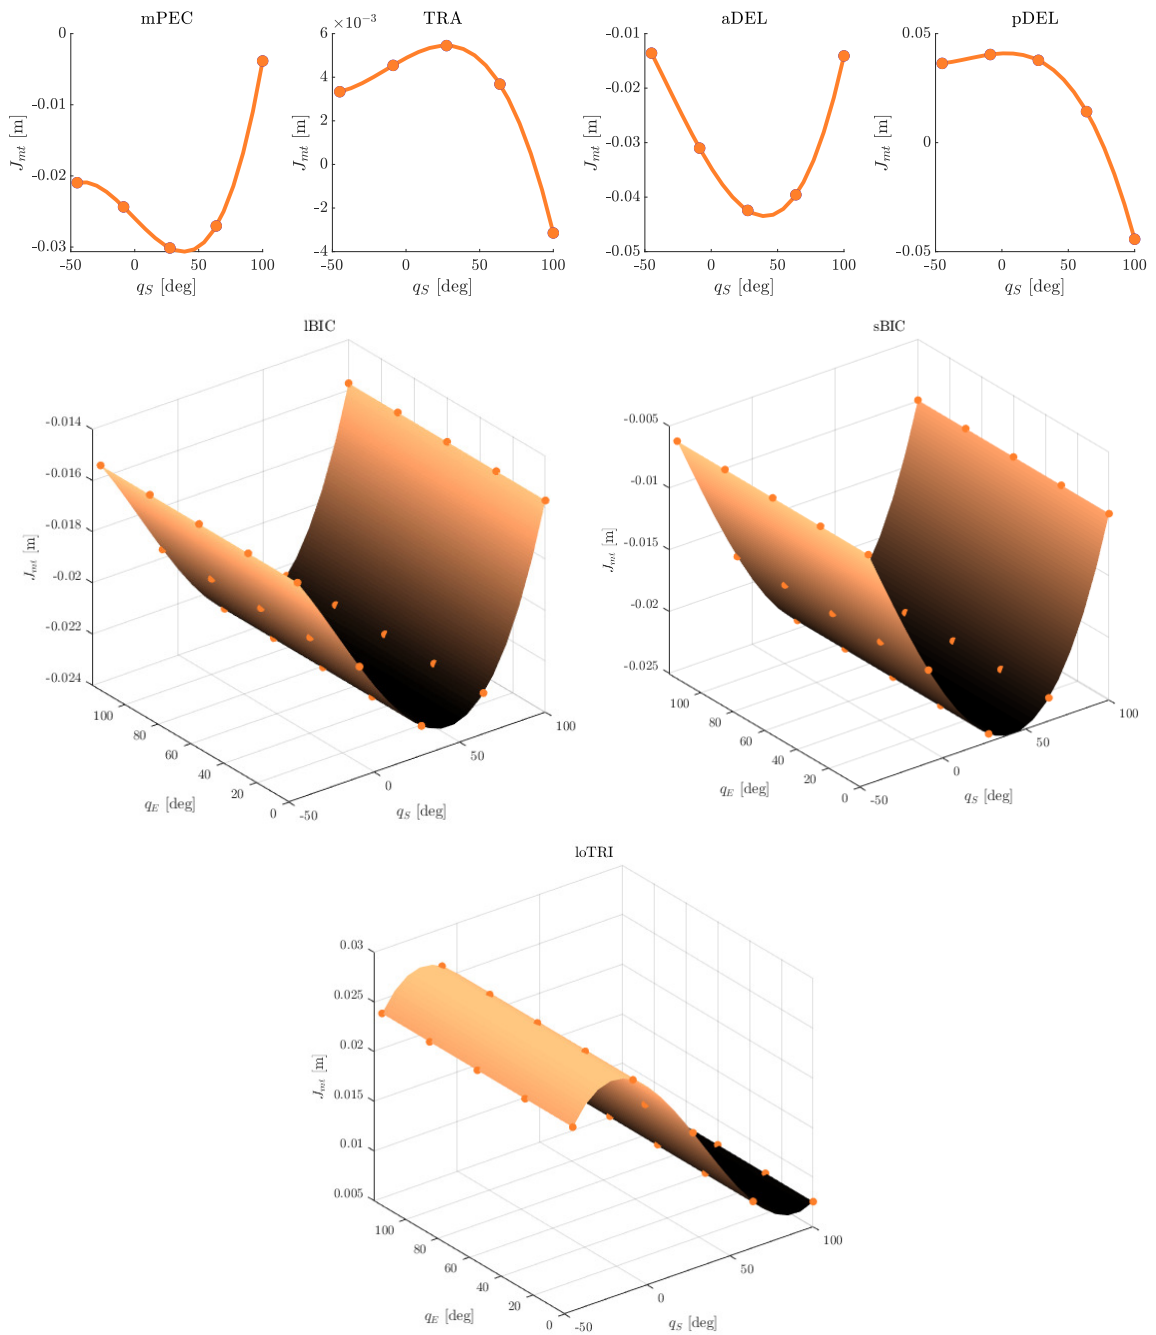 mPEC
0
-0.01
-0.02
-0.03
J_mt [m]
-50 0 50 100
q_S [deg]
TRA
×10⁻³
6
4
2
0
-2
-4
J_mt [m]
-50 0 50 100
q_S [deg]
aDEL
-0.01
-0.02
-0.03
-0.04
-0.05
J_mt [m]
-50 0 50 100
q_S [deg]
pDEL
0.05
0
-0.05
J_mt [m]
-50 0 50 100
q_S [deg]
lBIC
-0.014
-0.016
-0.018
-0.02
-0.022
-0.024
J_mt [m]
100
80
60
40
20
0
q_E [deg]
-50
0
50
100
q_S [deg]
sBIC
-0.005
-0.01
-0.015
-0.02
-0.025
J_mt [m]
100
80
60
40
20
0
q_E [deg]
-50
0
50
100
q_S [deg]
loTRI
0.03
0.025
0.02
0.015
0.01
0.005
J_mt [m]
100
80
60
40
20
0
q_E [deg]
-50
0
50
100
q_S [deg]